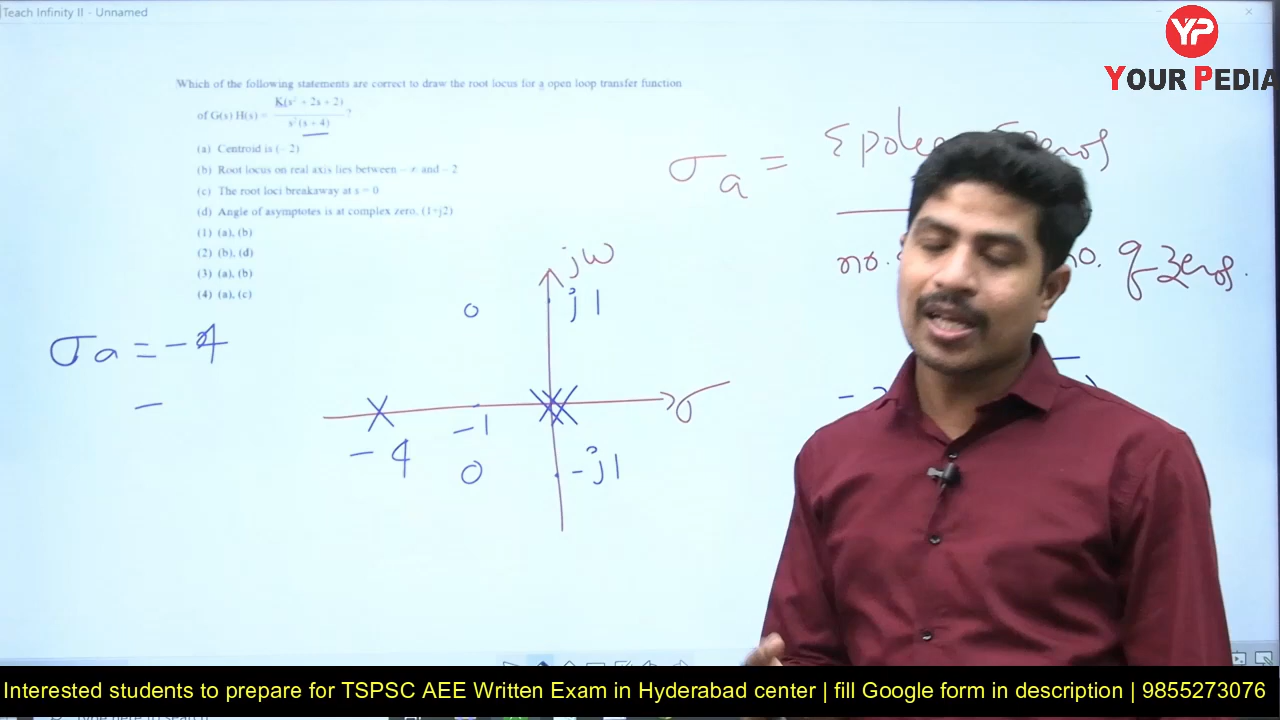 Teach Infinity II - Unnamed
YP
YOUR PEDIA
Which of the following statements are correct to draw the root locus for a open loop transfer function
K(s² + 2s + 2)
of G(s) H(s) = ?
s²(s + 4)
(a) Centroid is (− 2)
(b) Root locus on real axis lies between − ∞ and − 2
(c) The root loci breakaway at s = 0
(d) Angle of asymptotes is at complex zero, (1+j2)
(1) (a), (b)
(2) (b), (d)
(3) (a), (b)
(4) (a), (c)
σa = Σ poles
no. no. of zeros.
jω
j1
0
σa = -4
−
σ
-1
-4
0
-j1
Interested students to prepare for TSPSC AEE Written Exam in Hyderabad center | fill Google form in description | 9855273076